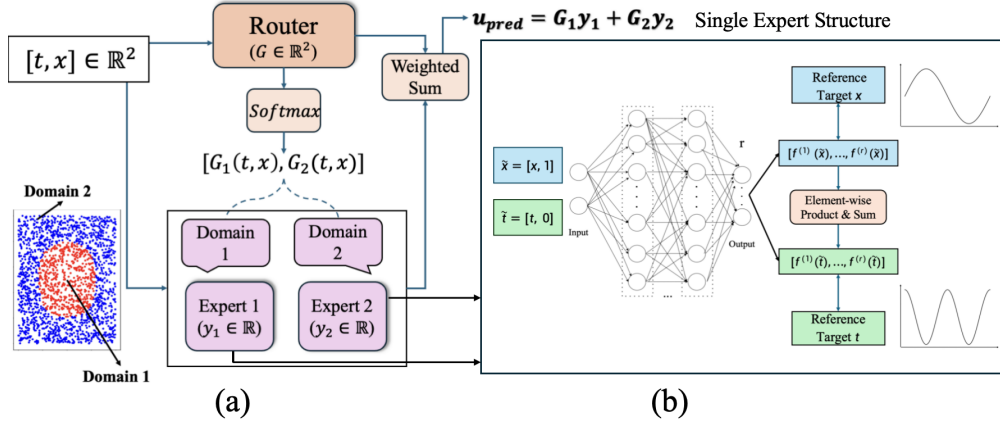 [t, x] ∈ ℝ²
Router
(G ∈ ℝ²)
Softmax
[G₁(t, x), G₂(t, x)]
Weighted
Sum
u_pred = G₁y₁ + G₂y₂
Domain 2
Domain 1
Domain
1
Domain
2
Expert 1
(y₁ ∈ ℝ)
Expert 2
(y₂ ∈ ℝ)
(a)
Single Expert Structure
x̃ = [x, 1]
t̃ = [t, 0]
Input
...
r
Output
Reference
Target x
[f⁽¹⁾ (x̃), ..., f⁽ʳ⁾(x̃)]
Element-wise
Product & Sum
[f⁽¹⁾(t̃), ..., f⁽ʳ⁾(t̃)]
Reference
Target t
(b)